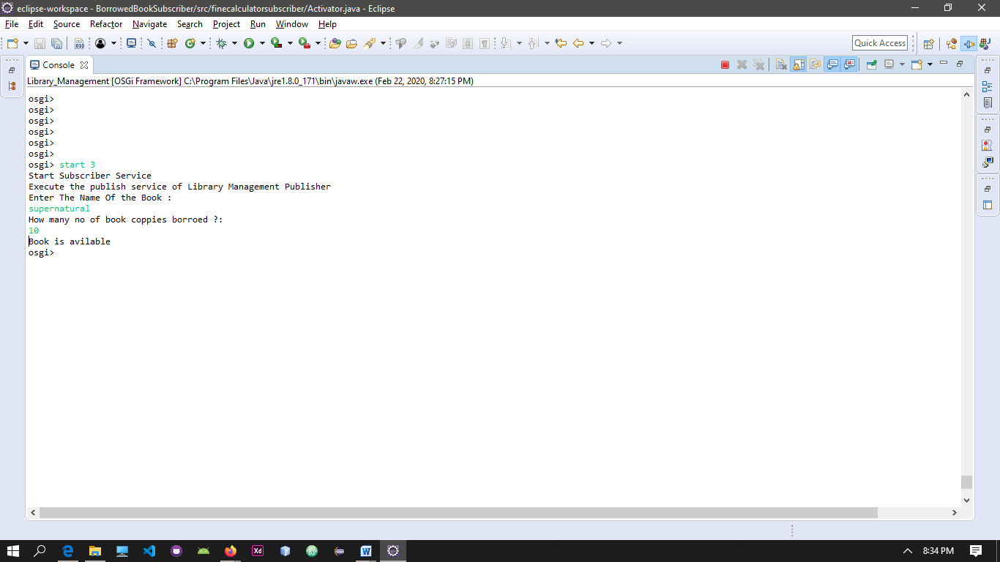 eclipse-workspace - BorrowedBookSubscriber/src/finecalculatorsubscriber/Activator.java - Eclipse
File Edit Source Refactor Navigate Search Project Run Window Help
Quick Access
Console
Library_Management [OSGi Framework] C:\Program Files\Java\jre1.8.0_171\bin\javaw.exe (Feb 22, 2020, 8:27:15 PM)
osgi>
osgi>
osgi>
osgi>
osgi>
osgi>
osgi> start 3
Start Subscriber Service
Execute the publish service of Library Management Publisher
Enter The Name Of the Book :
supernatural
How many no of book coppies borroed ?:
10
Book is avilable
osgi>
8:34 PM